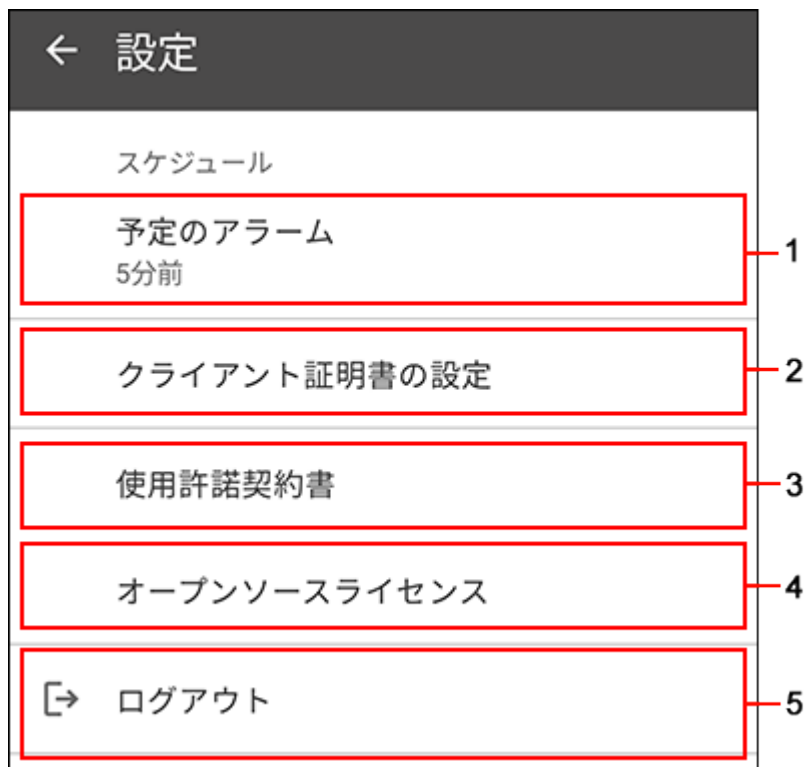 設定
スケジュール
予定のアラーム
5分前
1
クライアント証明書の設定
2
使用許諾契約書
3
オープンソースライセンス
4
ログアウト
5